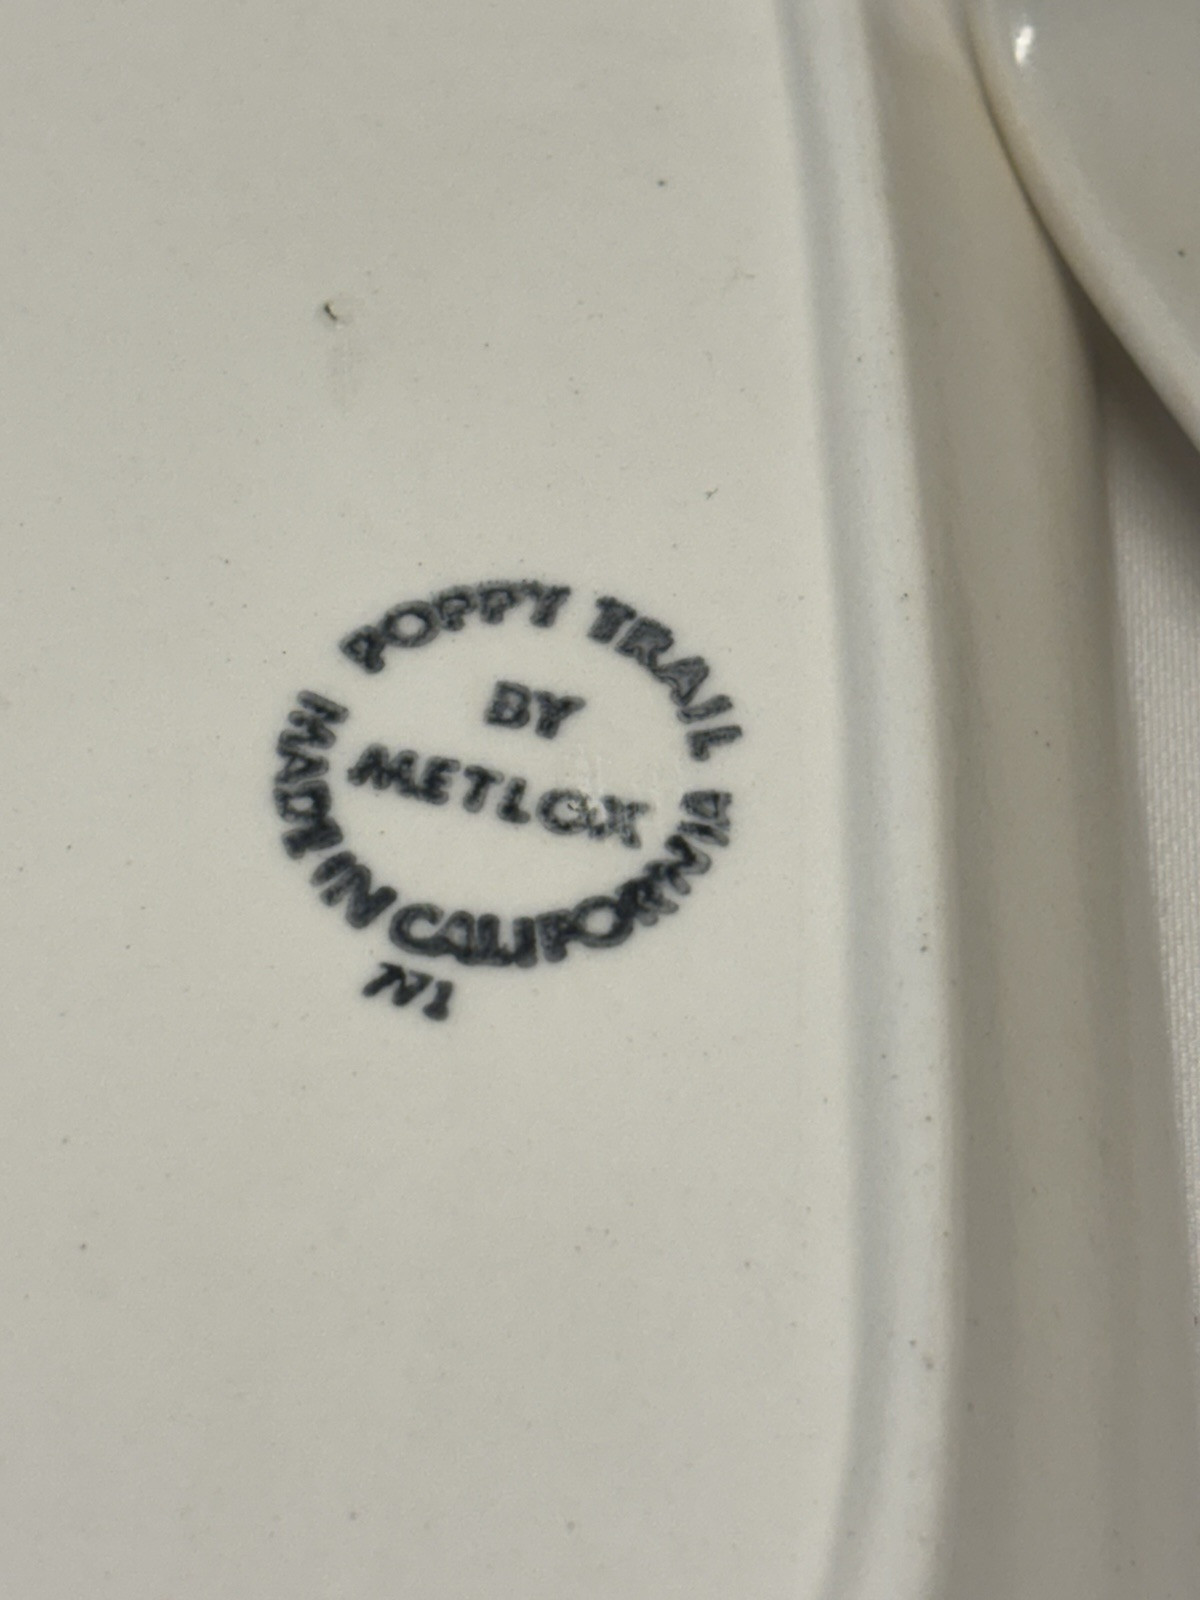 POPPY TRAIL
BY
METLOX
MADE IN CALIFORNIA
771